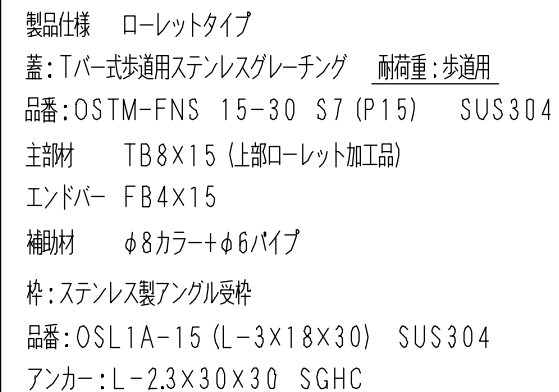 製品仕様　ローレットタイプ
蓋：Tバー式歩道用ステンレスグレーチング　耐荷重：歩道用
品番：OSTM-FNS 15-30 S7 (P15)　SUS304
主部材　TB8×15 (上部ローレット加工品)
エンドバー FB4×15
補助材　φ8カラー+φ6パイプ
枠：ステンレス製アングル受枠
品番：OSL1A-15 (L-3×18×30)　SUS304
アンカー：L-2.3×30×30 SGHC